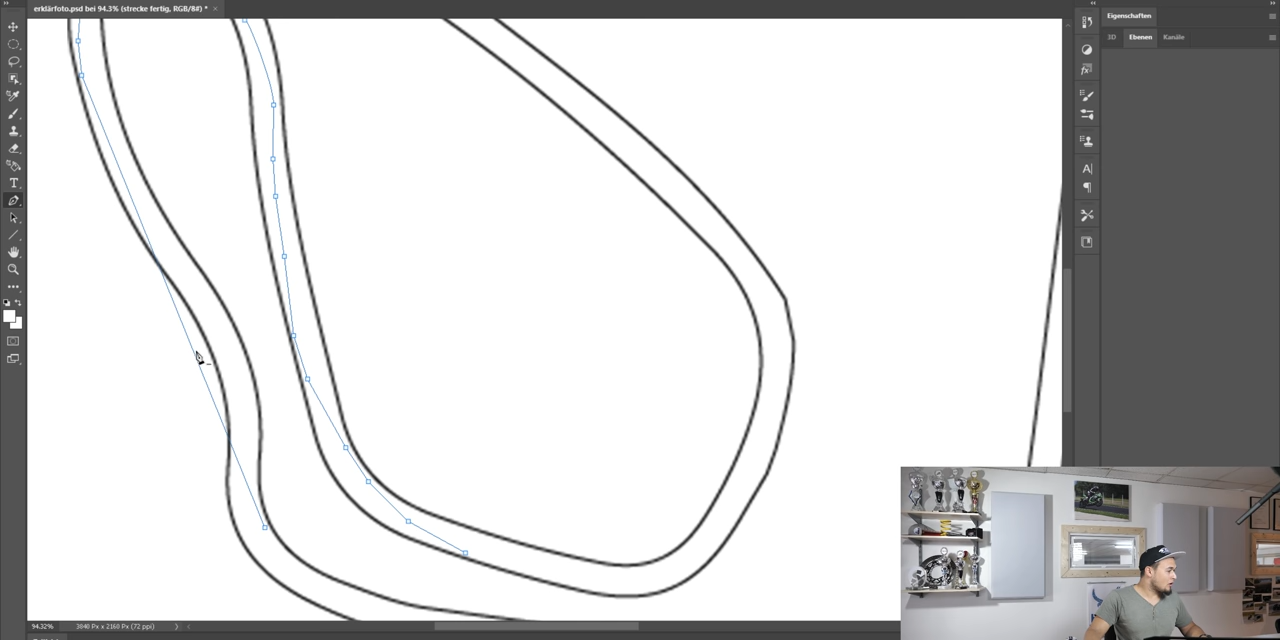 erklärfoto.psd bei 94.3% (strecke fertig, RGB/8#) *
Eigenschaften
3D Ebenen Kanäle
94.32% 3840 Px x 2160 Px (72 ppi)